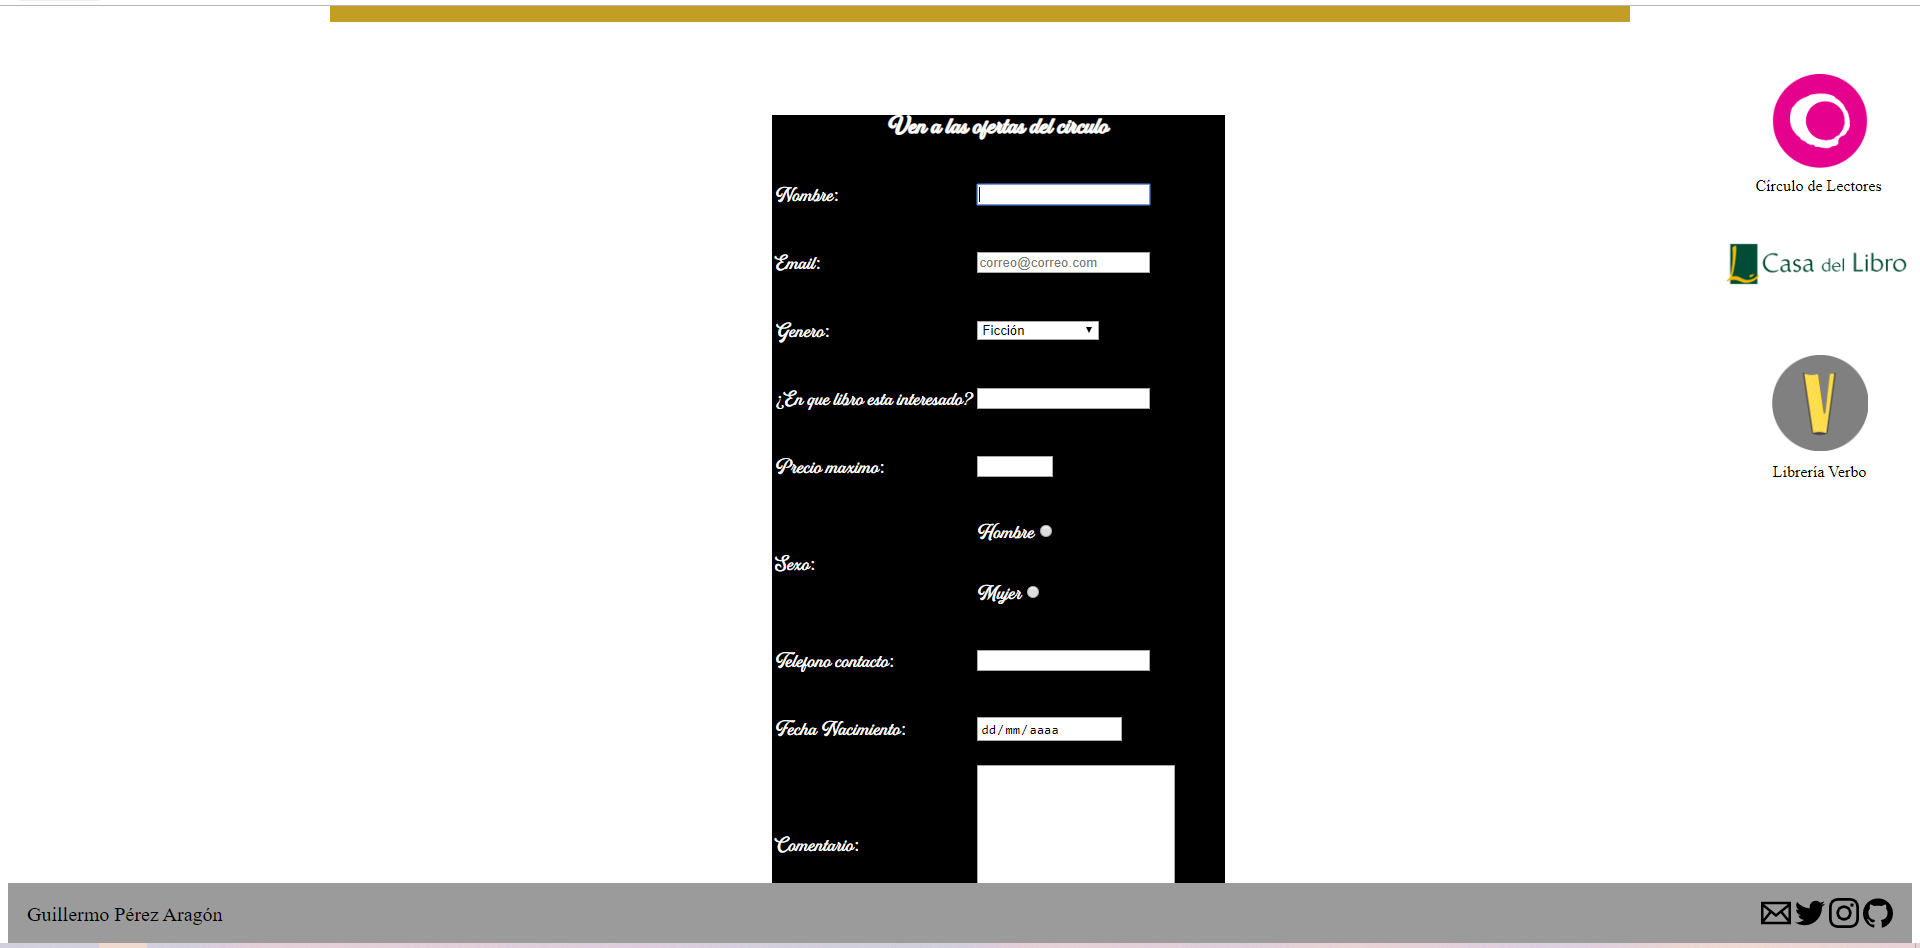 Ven a las ofertas del circulo
Nombre:
Email: correo@correo.com
Genero: Ficción
¿En que libro esta interesado?
Precio maximo:
Sexo:
Hombre
Mujer
Telefono contacto:
Fecha Nacimiento: dd/mm/aaaa
Comentario:
Círculo de Lectores
Casa del Libro
Librería Verbo
Guillermo Pérez Aragón